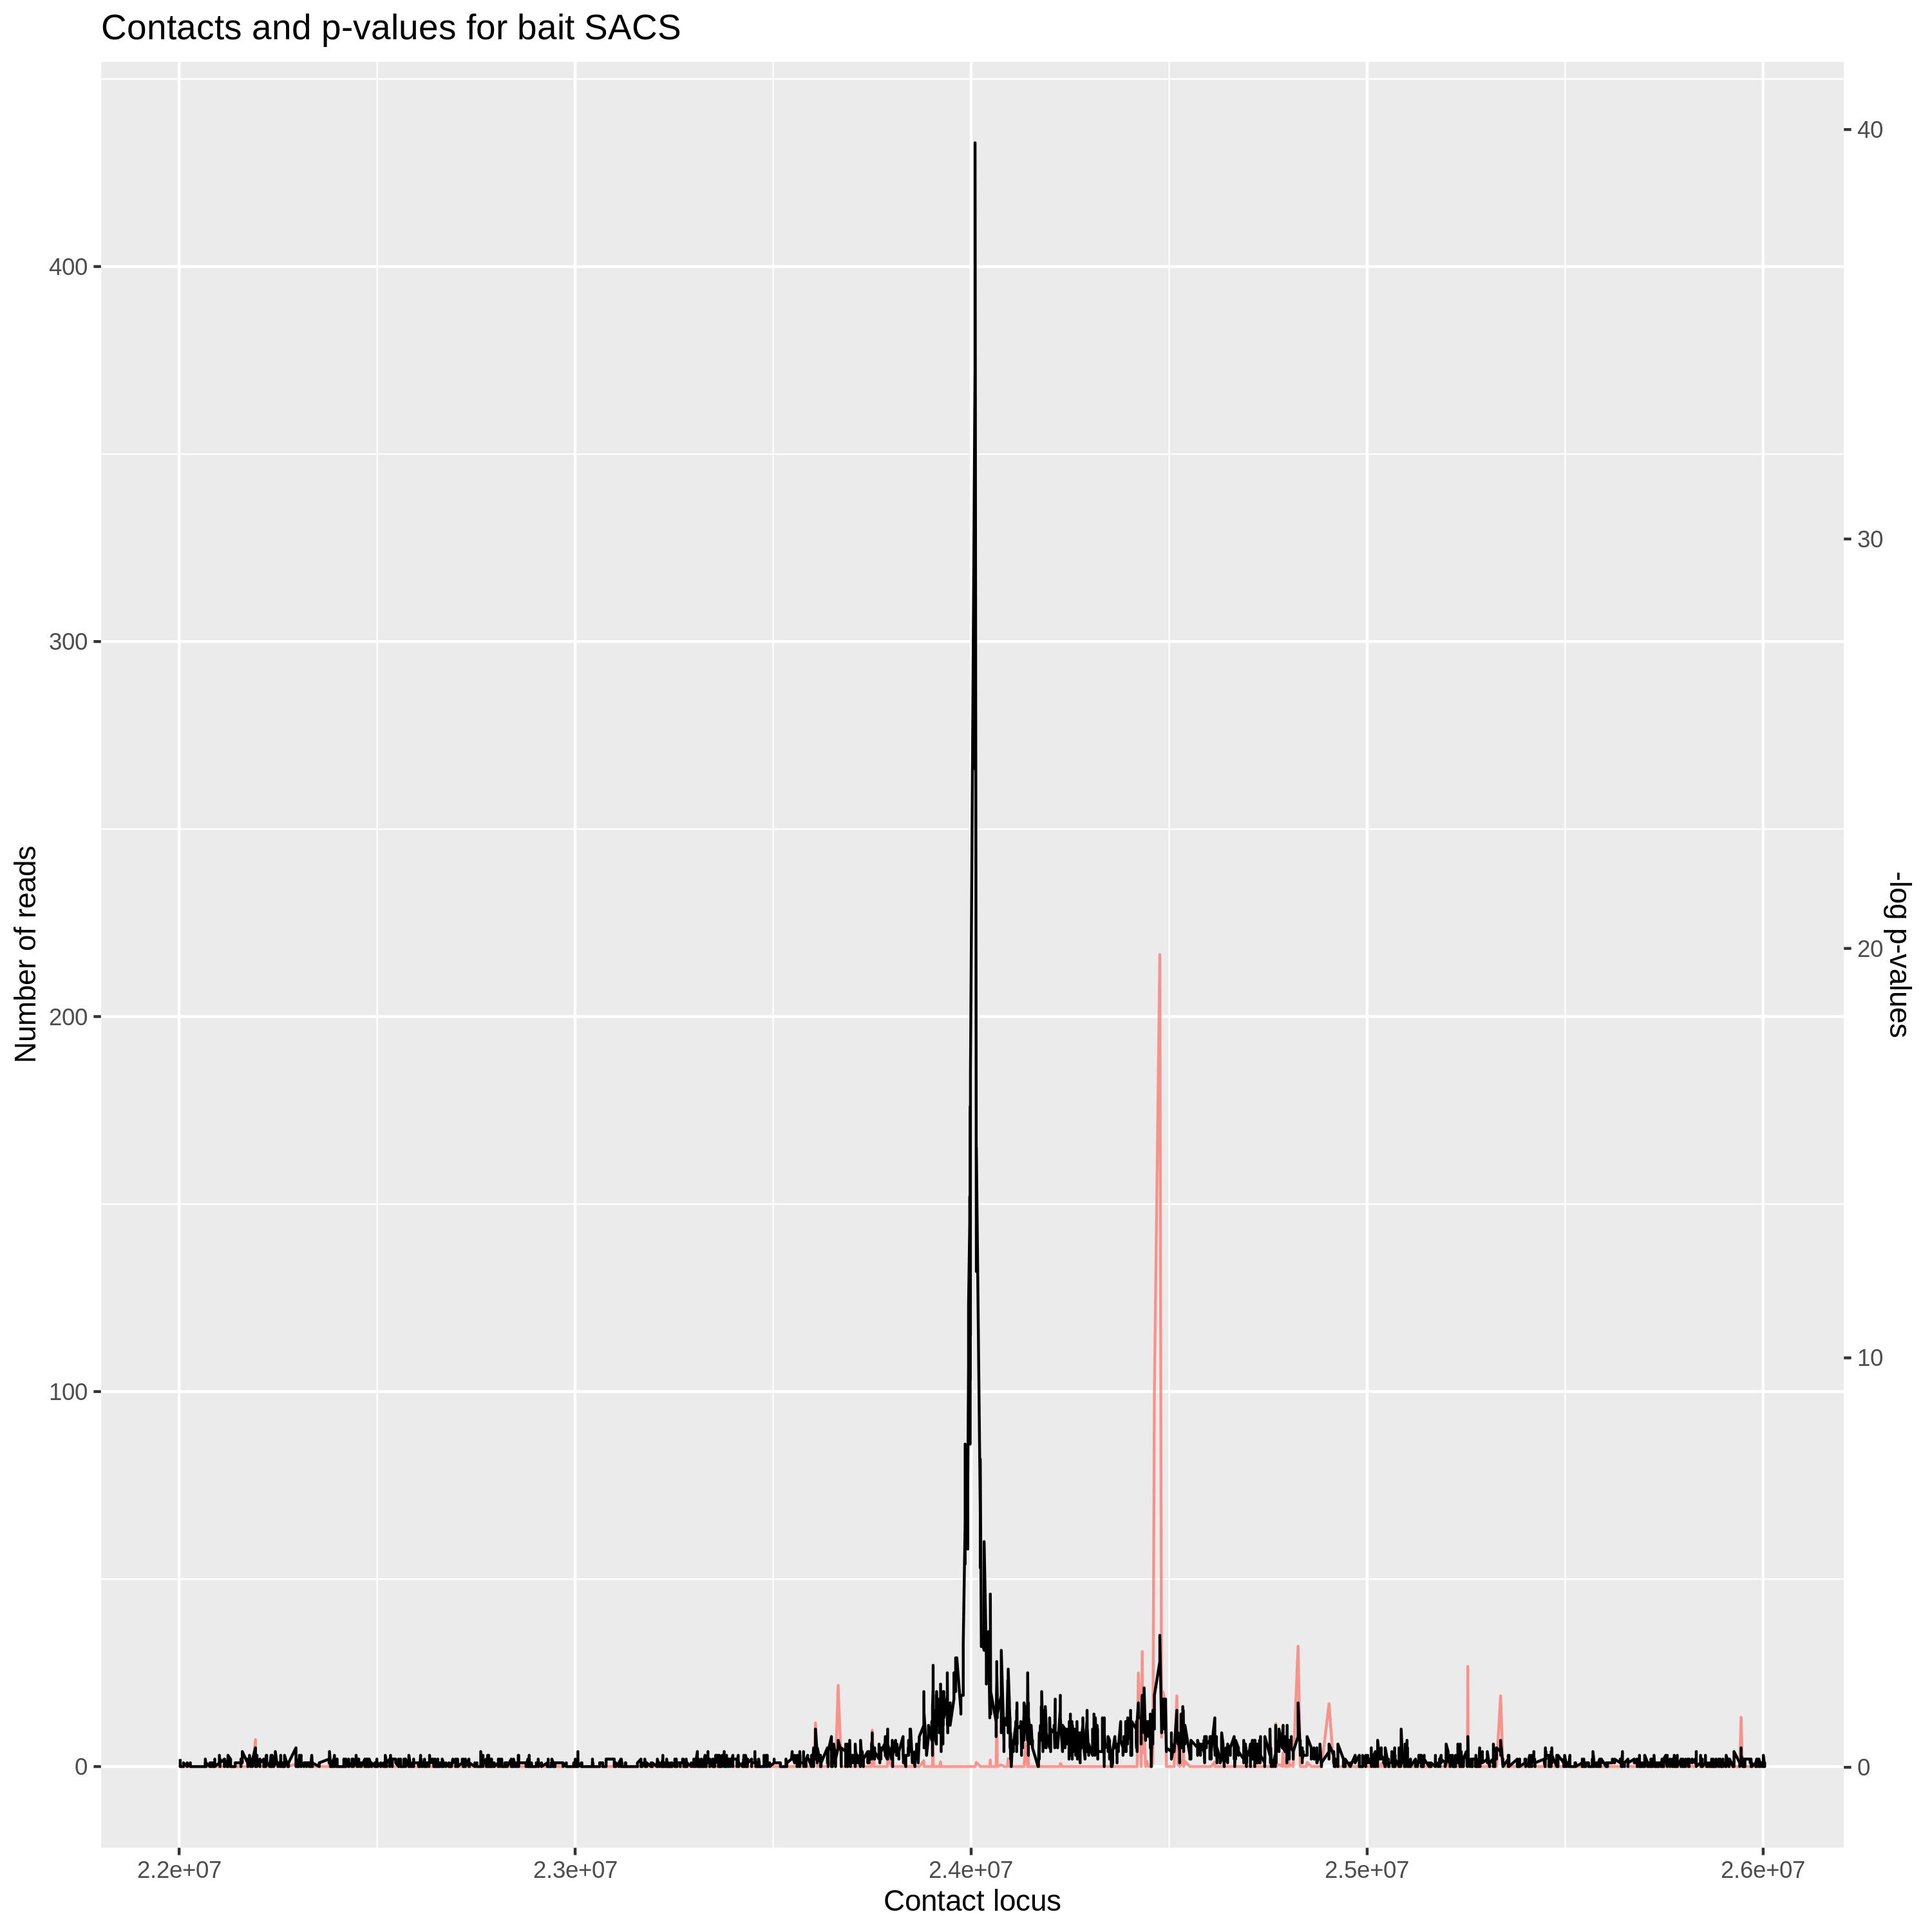 Contacts and p-values for bait SACS
40
400
30
300
Number of reads
-log p-values
20
200
10
100
0
0
2.2e+07 2.3e+07 2.4e+07 2.5e+07 2.6e+07
Contact locus